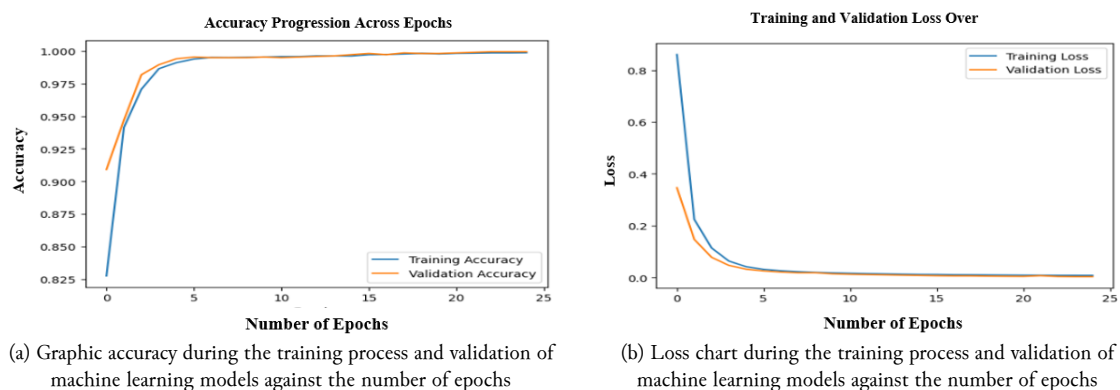 Accuracy Progression Across Epochs
1.000
0.975
0.950
0.925
0.900
0.875
0.850
0.825
Accuracy
Training Accuracy
Validation Accuracy
0
5
10
15
20
25
Number of Epochs
(a) Graphic accuracy during the training process and validation of
machine learning models against the number of epochs
Training and Validation Loss Over
Training Loss
Validation Loss
0.8
0.6
0.4
0.2
0.0
Loss
0
5
10
15
20
25
Number of Epochs
(b) Loss chart during the training process and validation of
machine learning models against the number of epochs